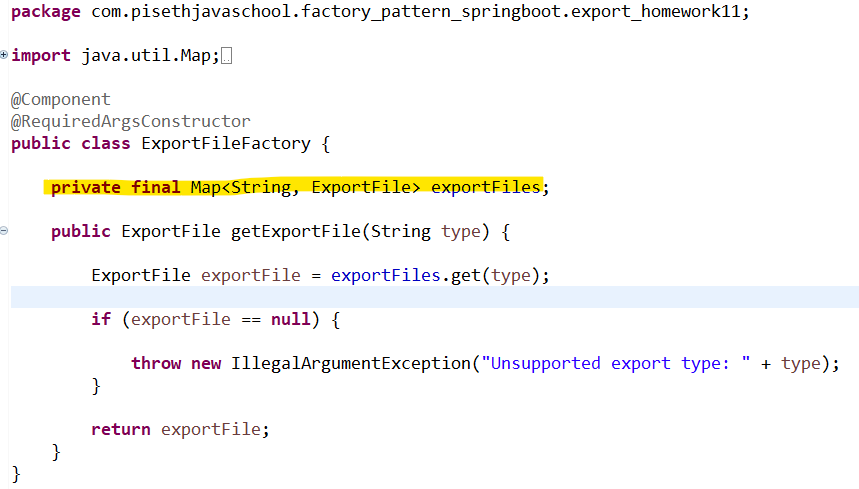 package com.pisethjavaschool.factory_pattern_springboot.export_homework11;
import java.util.Map;
@Component
@RequiredArgsConstructor
public class ExportFileFactory {
private final Map<String, ExportFile> exportFiles;
public ExportFile getExportFile(String type) {
ExportFile exportFile = exportFiles.get(type);
if (exportFile == null) {
throw new IllegalArgumentException("Unsupported export type: " + type);
}
return exportFile;
}
}